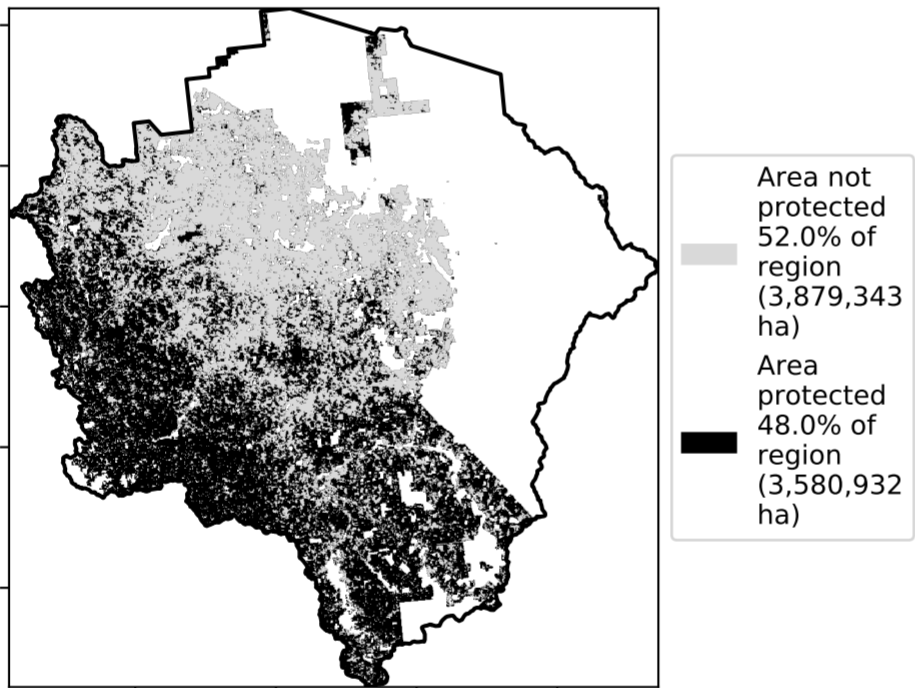 Area not
protected
52.0% of
region
(3,879,343
ha)
Area
protected
48.0% of
region
(3,580,932
ha)